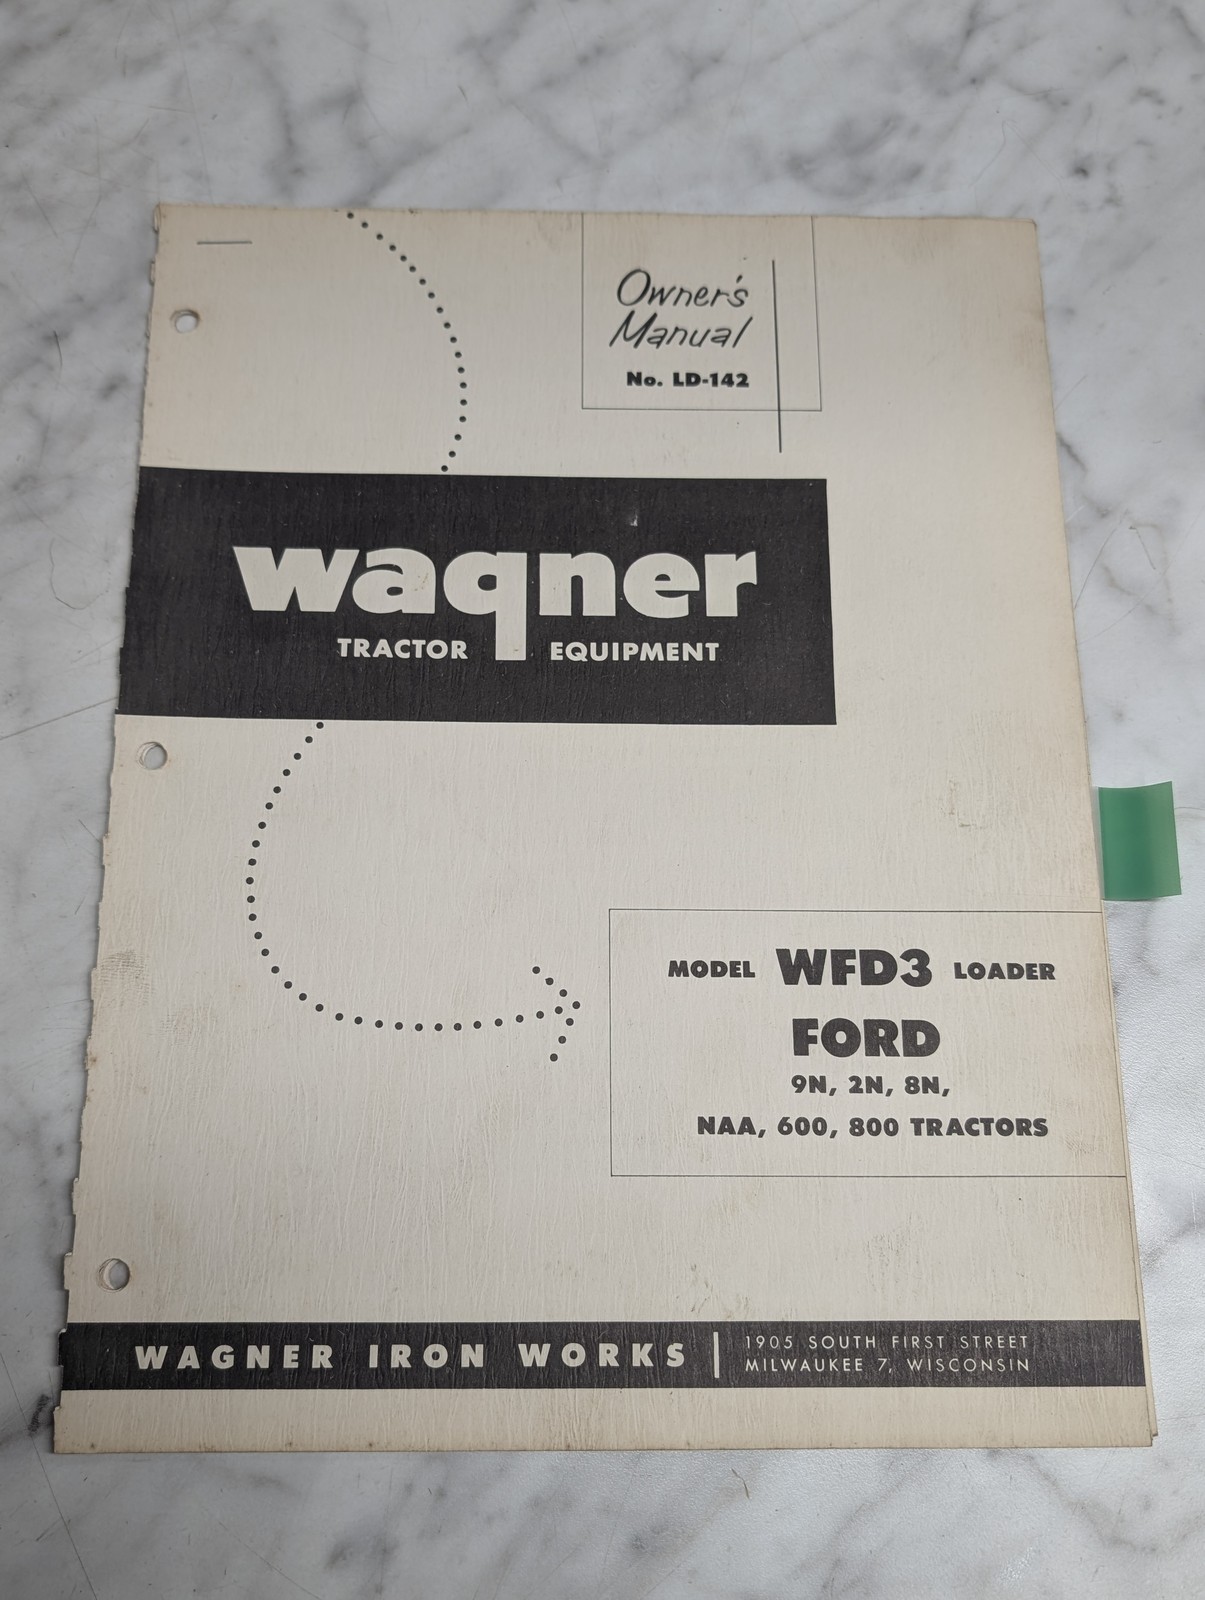 Owner's
Manual
No. LD-142
wagner
TRACTOR EQUIPMENT
MODEL WFD3 LOADER
FORD
9N, 2N, 8N,
NAA, 600, 800 TRACTORS
WAGNER IRON WORKS
1905 SOUTH FIRST STREET
MILWAUKEE 7, WISCONSIN